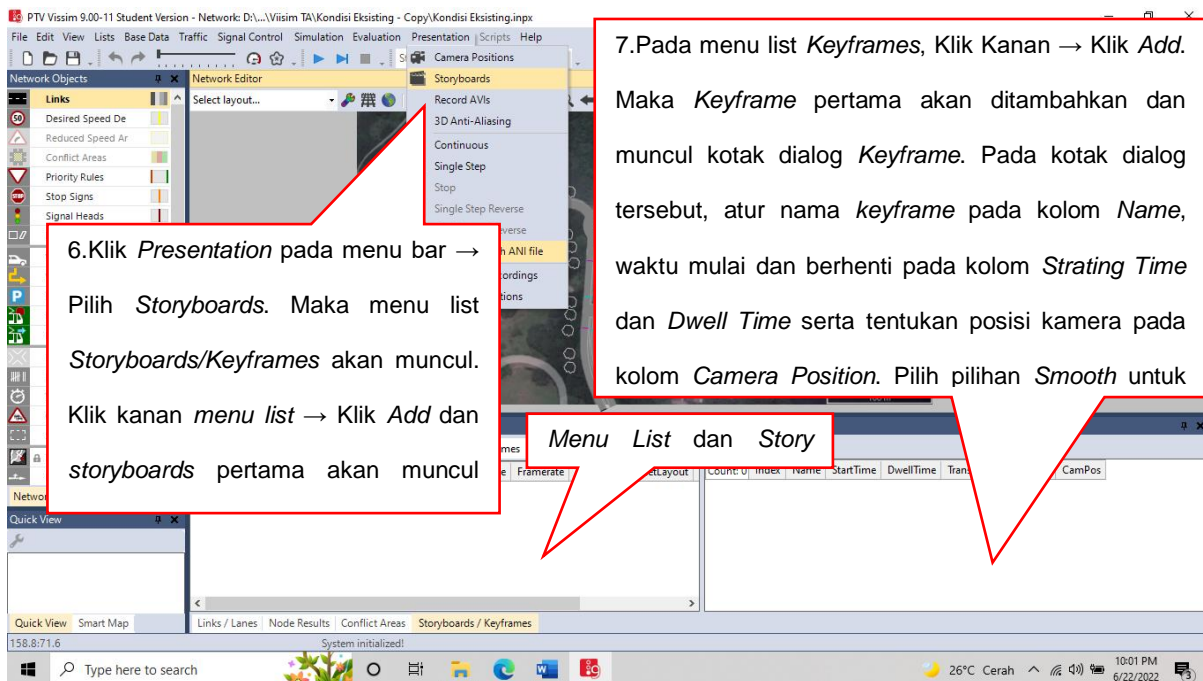 PTV Vissim 9.00-11 Student Version - Network: D:\...\Viisim TA\Kondisi Eksisting - Copy\Kondisi Eksisting.inpx
File Edit View Lists Base Data Traffic Signal Control Simulation Evaluation Presentation Scripts Help
Network Objects
Links
50 Desired Speed De
Reduced Speed Ar
Conflict Areas
Priority Rules
STOP Stop Signs
Signal Heads
P
Network Editor
Select layout...
Camera Positions
Storyboards
Record AVIs
3D Anti-Aliasing
Continuous
Single Step
Stop
Single Step Reverse
ANI file
6.Klik Presentation pada menu bar →
Pilih Storyboards. Maka menu list
Storyboards/Keyframes akan muncul.
Klik kanan menu list → Klik Add dan
storyboards pertama akan muncul
7.Pada menu list Keyframes, Klik Kanan → Klik Add.
Maka Keyframe pertama akan ditambahkan dan
muncul kotak dialog Keyframe. Pada kotak dialog
tersebut, atur nama keyframe pada kolom Name,
waktu mulai dan berhenti pada kolom Strating Time
dan Dwell Time serta tentukan posisi kamera pada
kolom Camera Position. Pilih pilihan Smooth untuk
Menu List dan Story
Framerate
Count: 0 Index Name StartTime DwellTime CamPos
Quick View
Quick View Smart Map
Links / Lanes Node Results Conflict Areas Storyboards / Keyframes
158.8:71.6 System initialized!
Type here to search
26°C Cerah
10:01 PM
6/22/2022